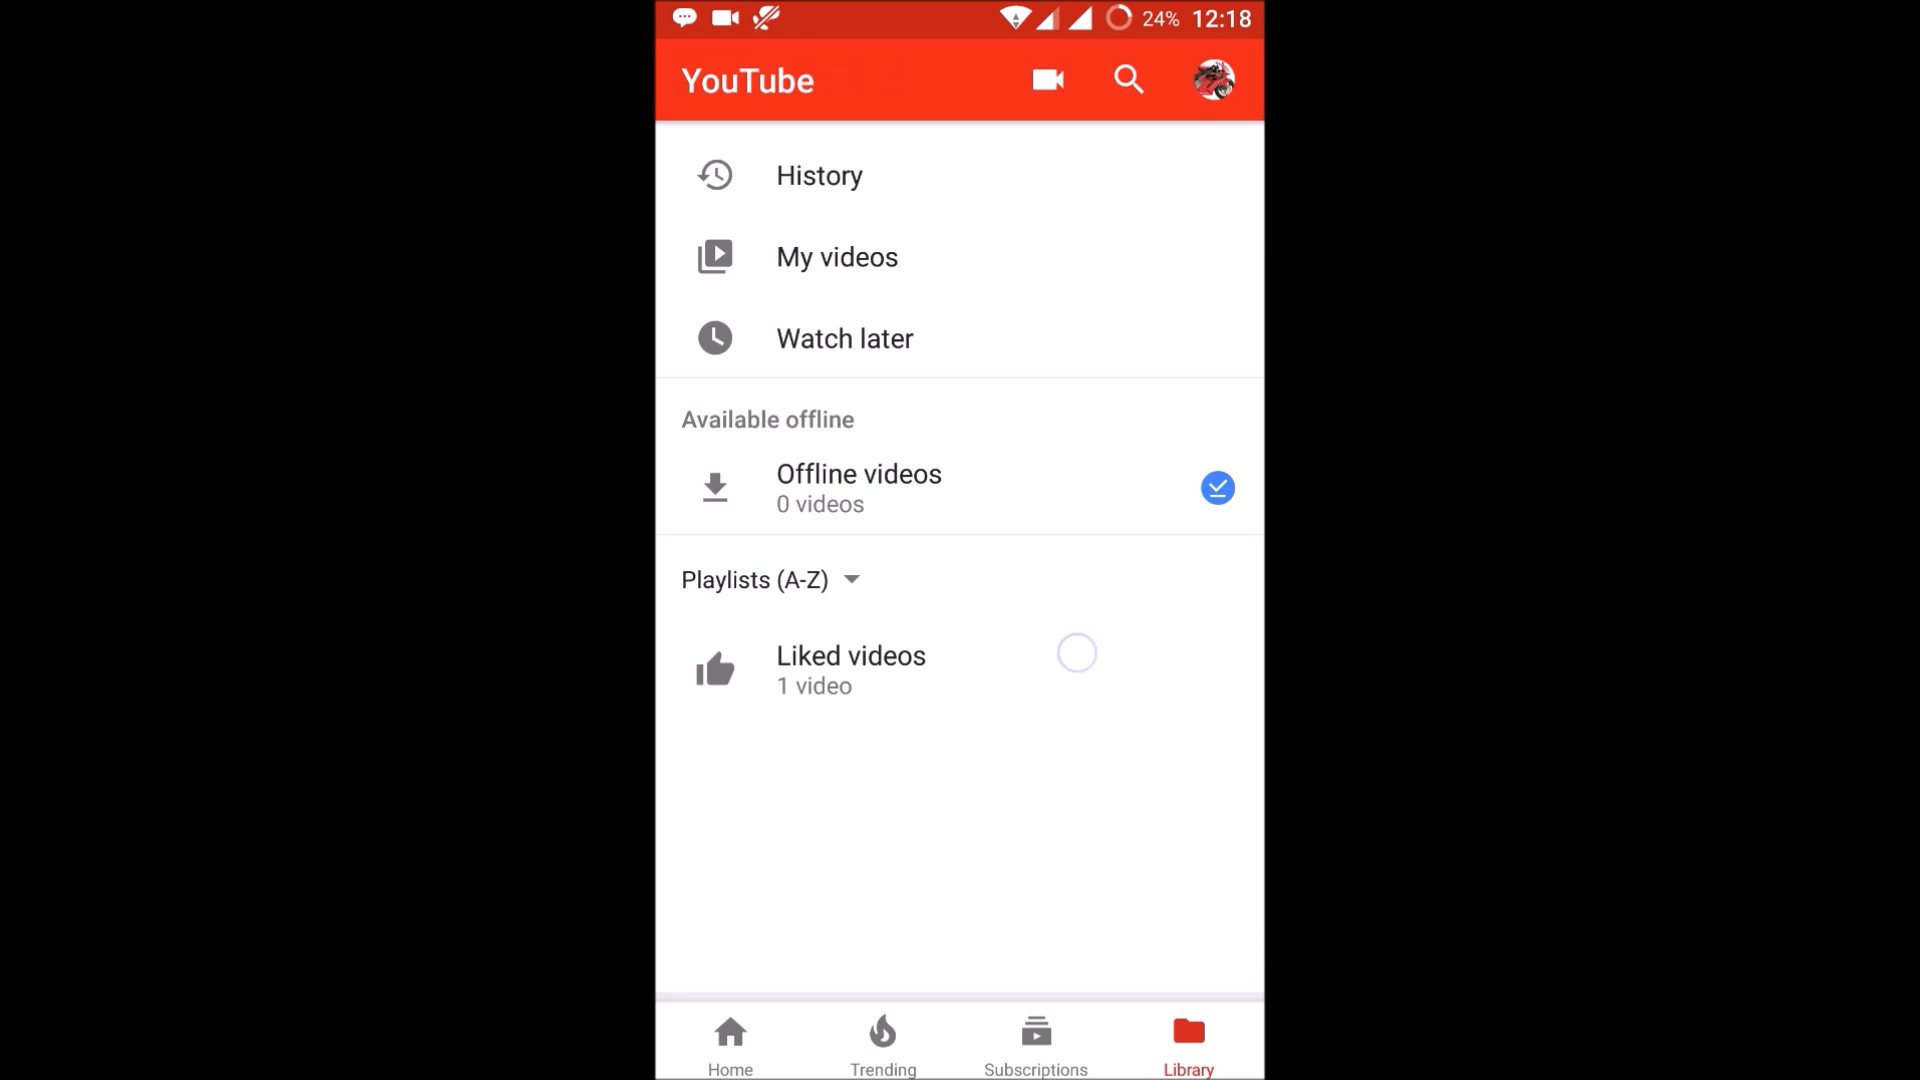 24% 12:18
YouTube
History
My videos
Watch later
Available offline
Offline videos
0 videos
Playlists (A-Z)
Liked videos
1 video
Home Trending Subscriptions Library